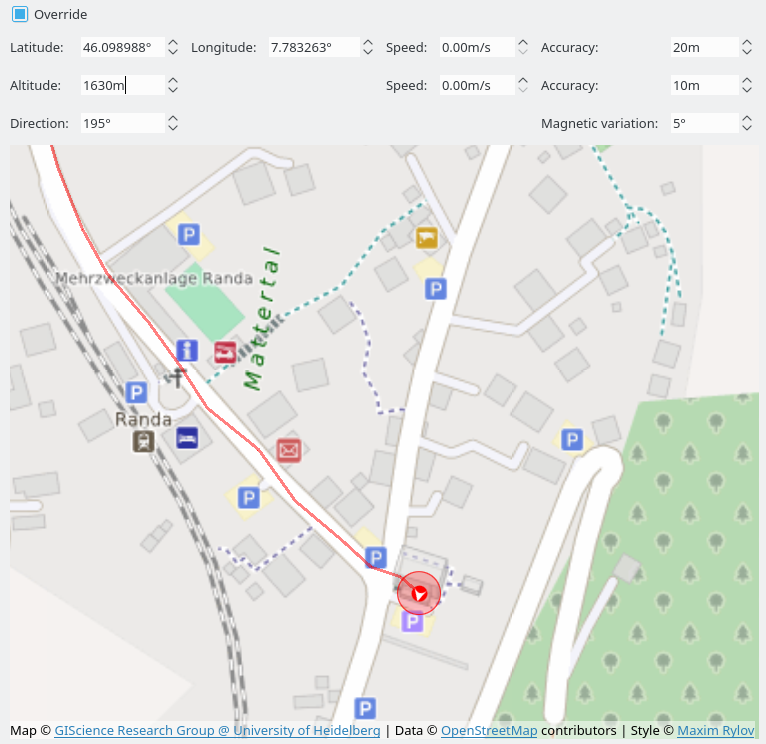 Override
Latitude: 46.098988° Longitude: 7.783263° Speed: 0.00m/s Accuracy: 20m
Altitude: 1630m Speed: 0.00m/s Accuracy: 10m
Direction: 195° Magnetic variation: 5°
P
Mehrzweckanlage Randa
P
Mattertal
i
P
Randa
P
P
P
P
P
Map © GIScience Research Group @ University of Heidelberg | Data © OpenStreetMap contributors | Style © Maxim Rylov